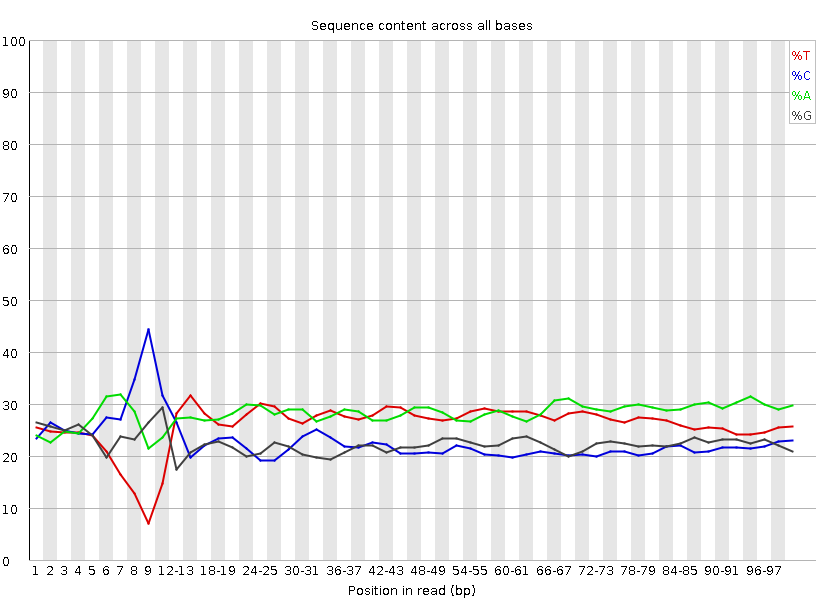 Sequence content across all bases
100
90
80
70
60
50
40
30
20
10
0
%T
%C
%A
%G
1 2 3 4 5 6 7 8 9 12-13 18-19 24-25 30-31 36-37 42-43 48-49 54-55 60-61 66-67 72-73 78-79 84-85 90-91 96-97
Position in read (bp)